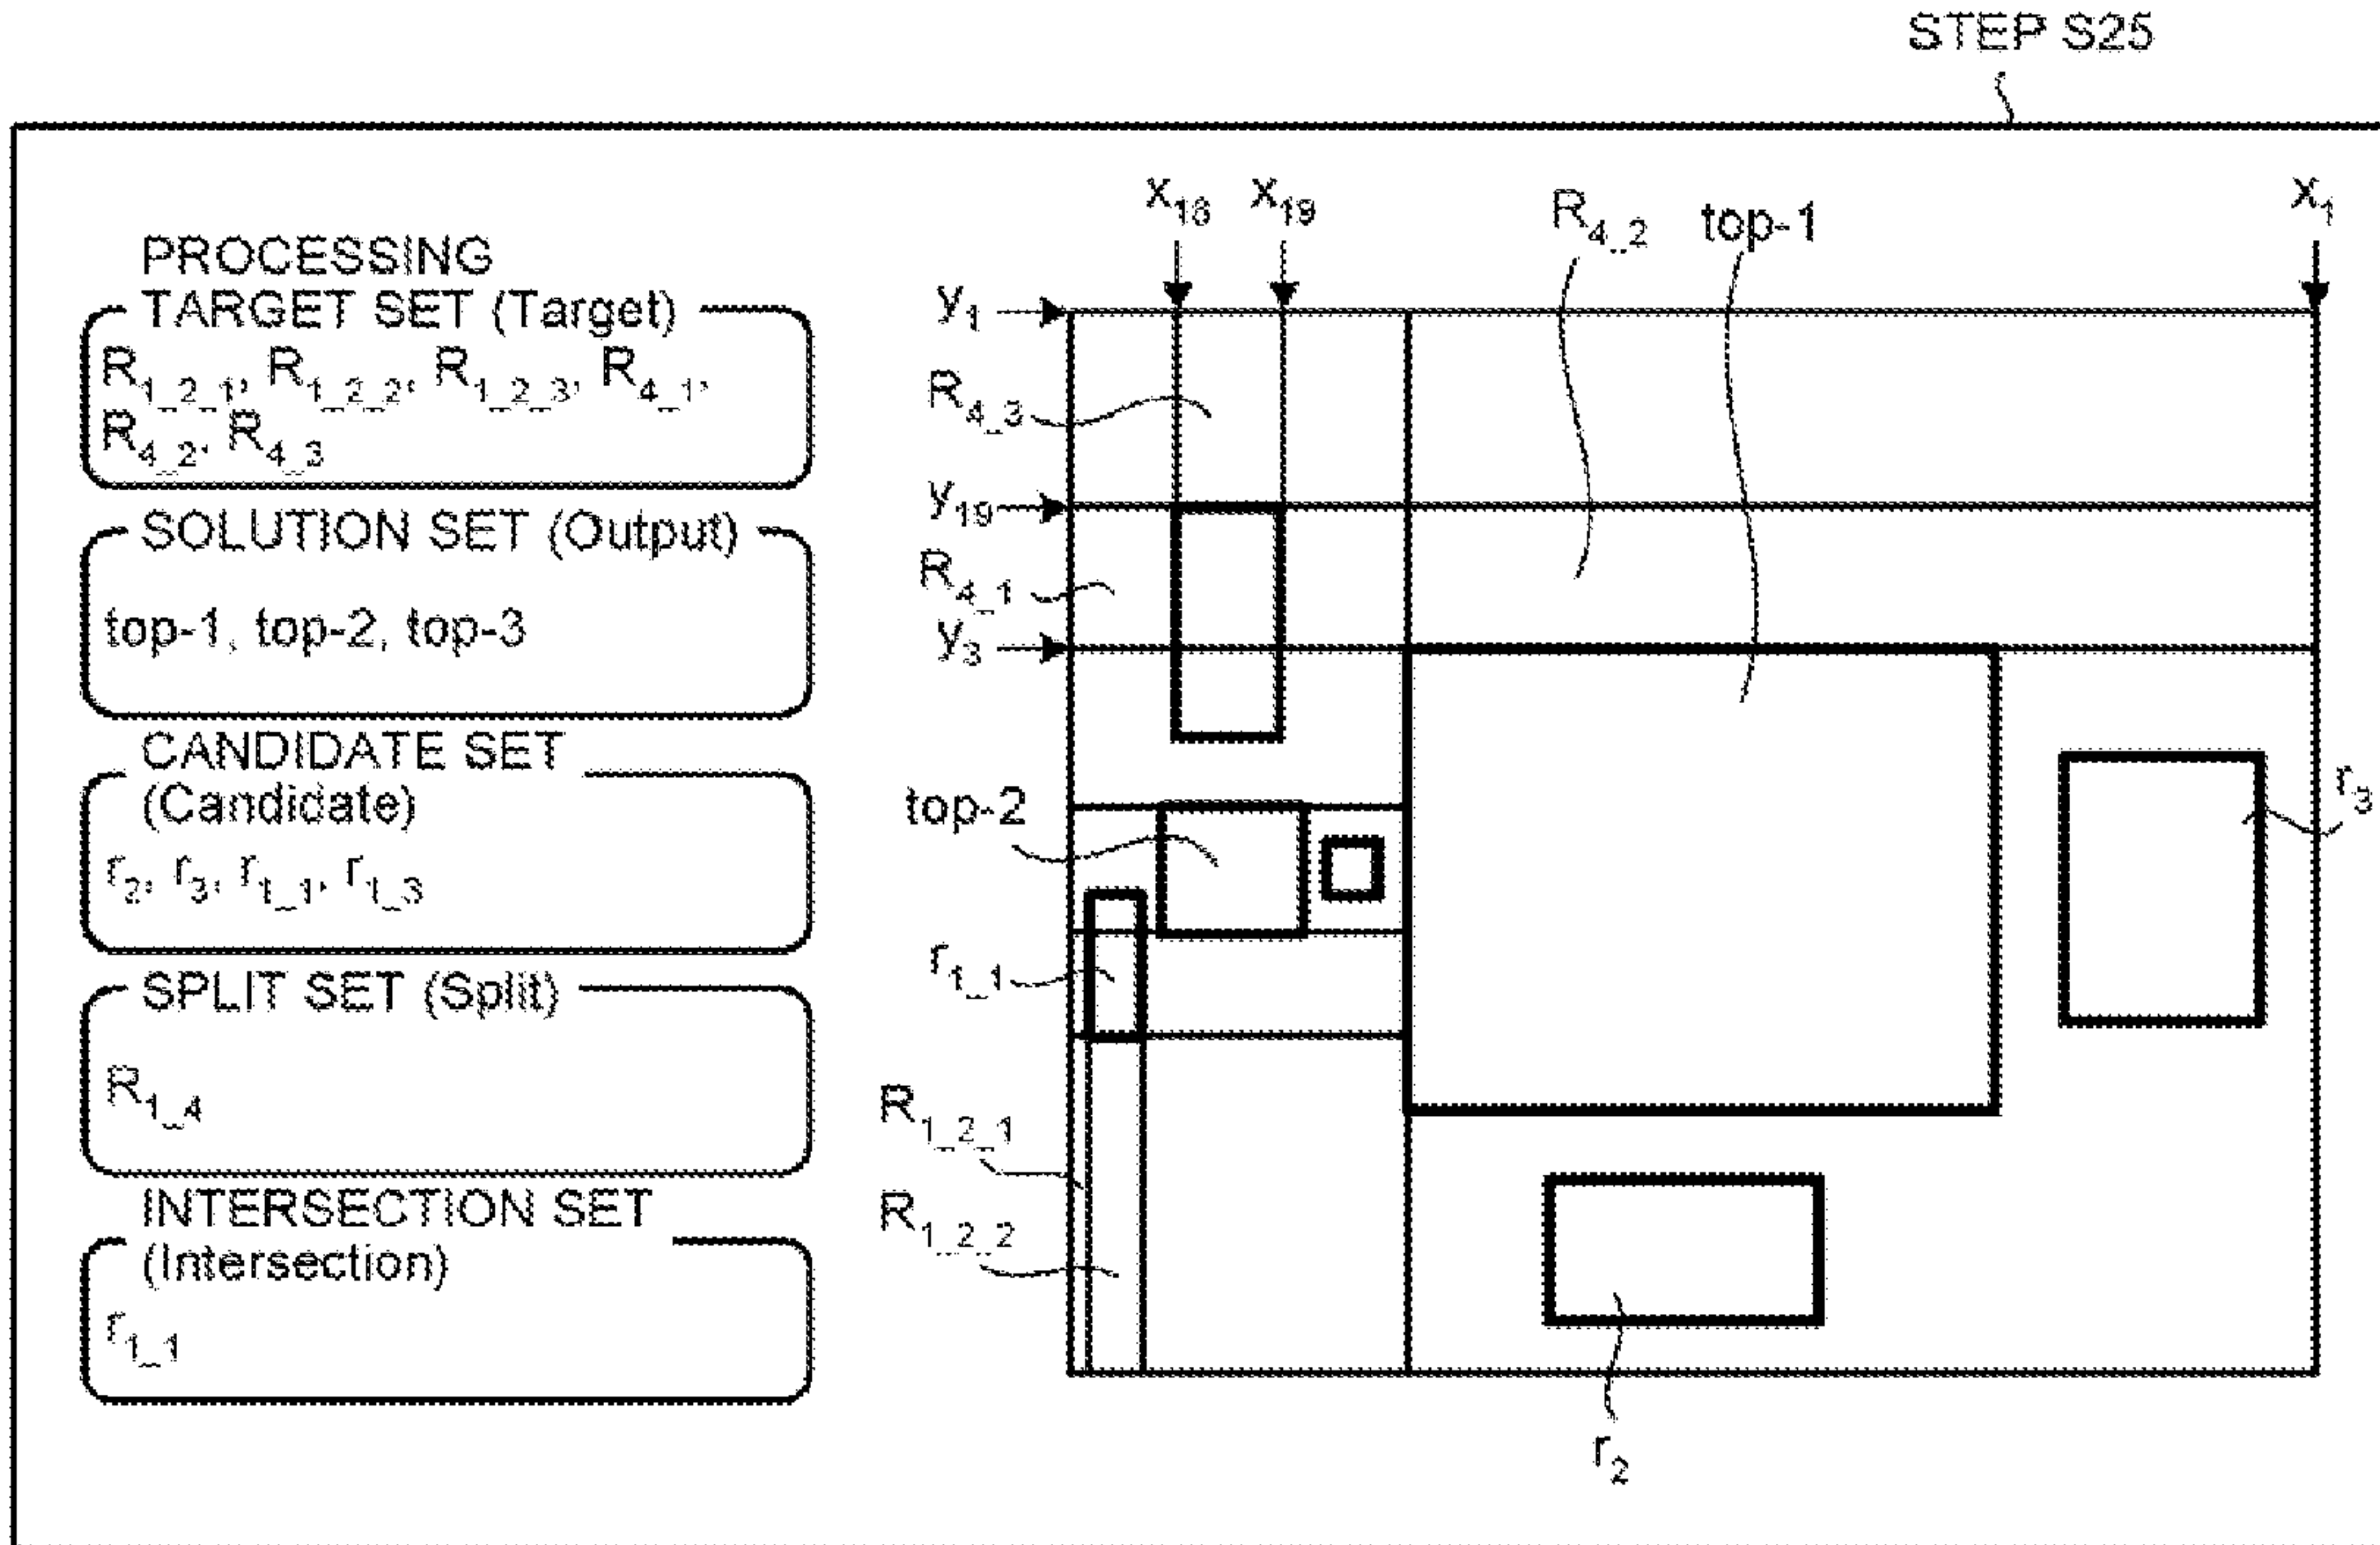 STEP S25
PROCESSING
TARGET SET (Target)
R1_2_1, R1_2_2, R1_2_3, R4_1,
R4_2, R4_3
SOLUTION SET (Output)
top-1, top-2, top-3
CANDIDATE SET
(Candidate)
r2, r3, r1_1, r1_3
SPLIT SET (Split)
R1_4
INTERSECTION SET
(Intersection)
r1_1
x18 x19 R4_2 top-1 x1
y1
R4_3
y19
R4_1
y3
top-2
r3
r1_1
R1_2_1
R1_2_2
r2